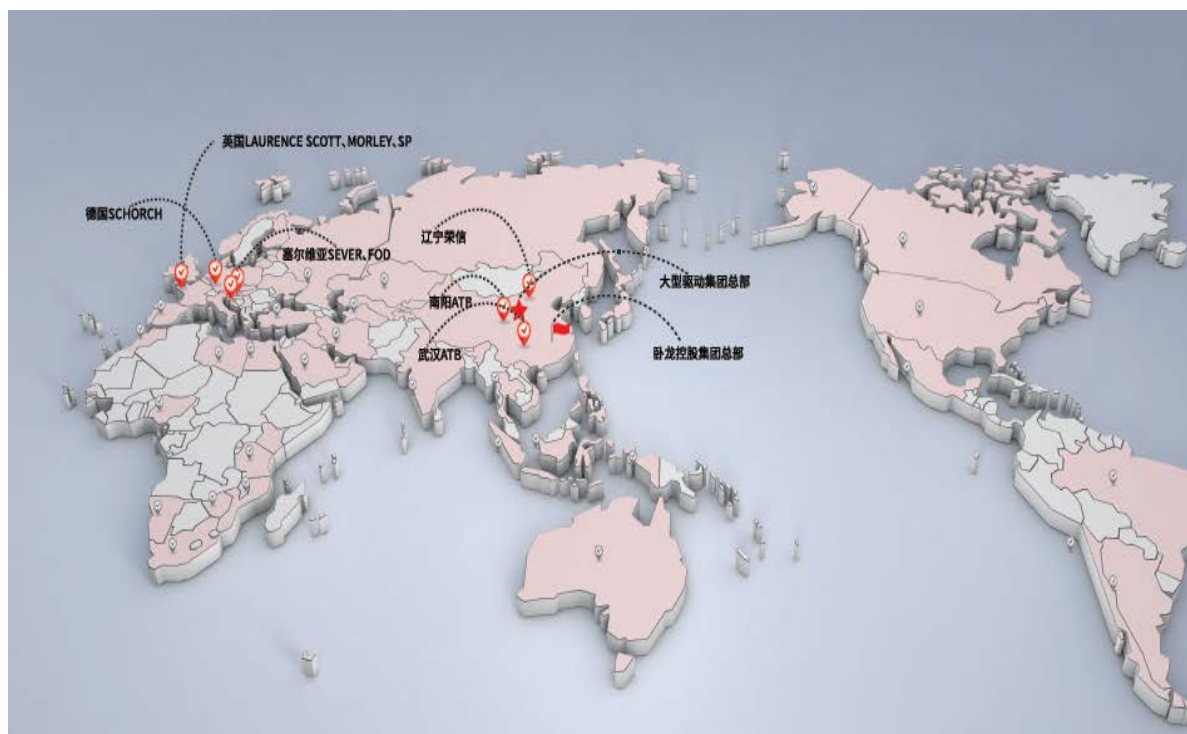 英国LAURENCE SCOTT、MORLEY、SP
德国SCHORCH
塞尔维亚SEVER、FOD
辽宁荣信
大型驱动集团总部
南阳ATB
武汉ATB
卧龙控股集团总部